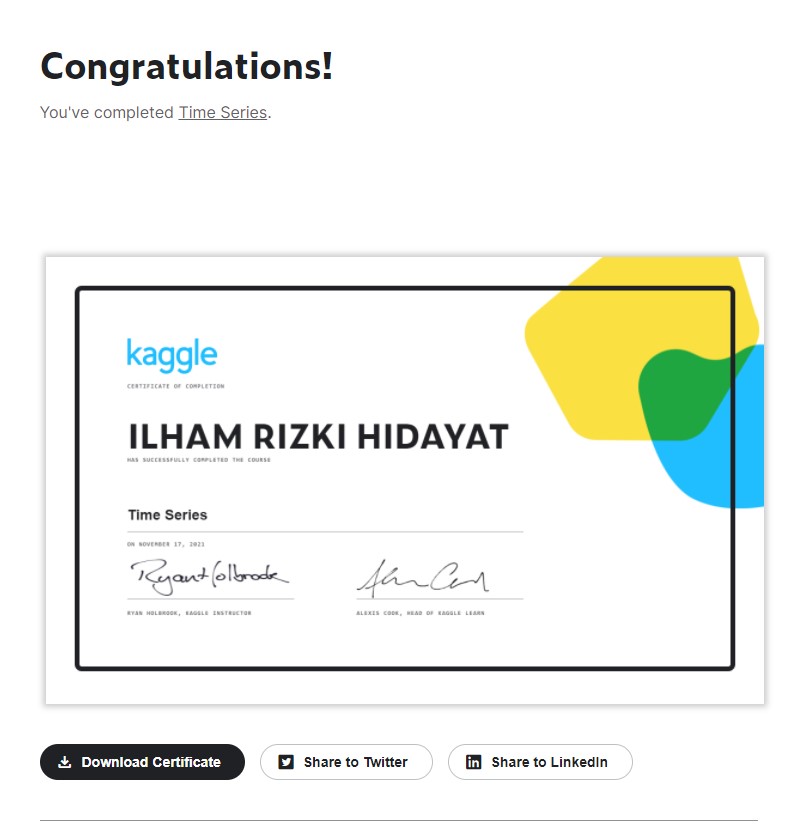 Congratulations!
You've completed Time Series.
kaggle
CERTIFICATE OF COMPLETION
ILHAM RIZKI HIDAYAT
HAS SUCCESSFULLY COMPLETED THE COURSE
Time Series
ON NOVEMBER 17, 2021
Ryan Holbrook
RYAN HOLBROOK, KAGGLE INSTRUCTOR
ALEXIS COOK, HEAD OF KAGGLE LEARN
Download Certificate
Share to Twitter
Share to LinkedIn